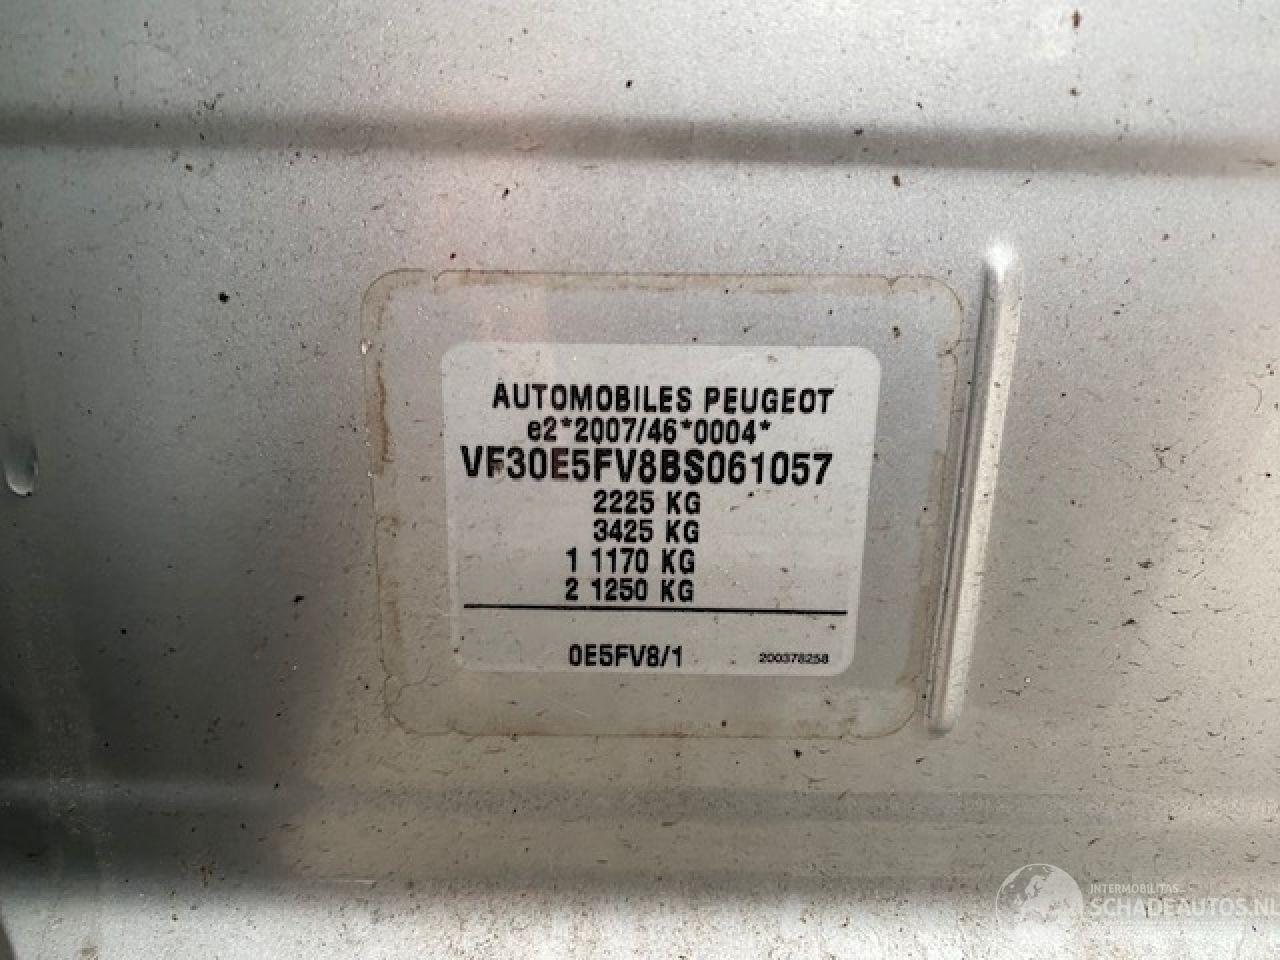 AUTOMOBILES PEUGEOT
e2*2007/46*0004*
VF30E5FV8BS061057
2225 KG
3425 KG
1 1170 KG
2 1250 KG
0E5FV8/1
200378258
INTERMOBILITAS
SCHADEAUTOS.NL